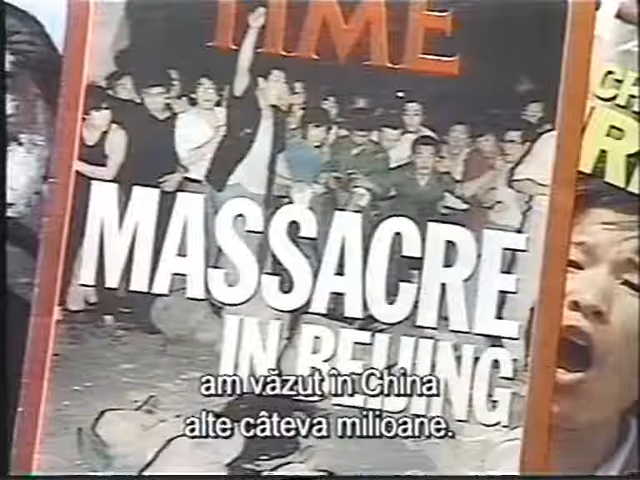 TIME
MASSACRE
IN BEIJING
am văzut în China
alte câteva milioane.